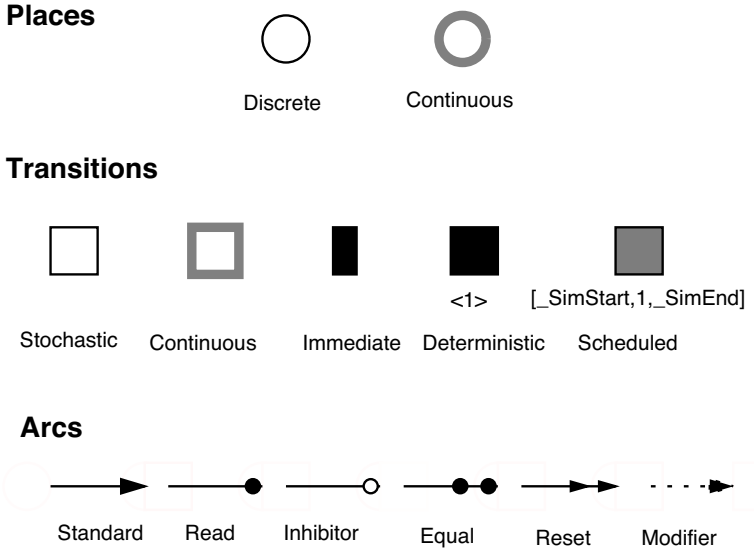 Places
Discrete Continuous
Transitions
<1> [_SimStart,1,_SimEnd]
Stochastic Continuous Immediate Deterministic Scheduled
Arcs
Standard Read Inhibitor Equal Reset Modifier